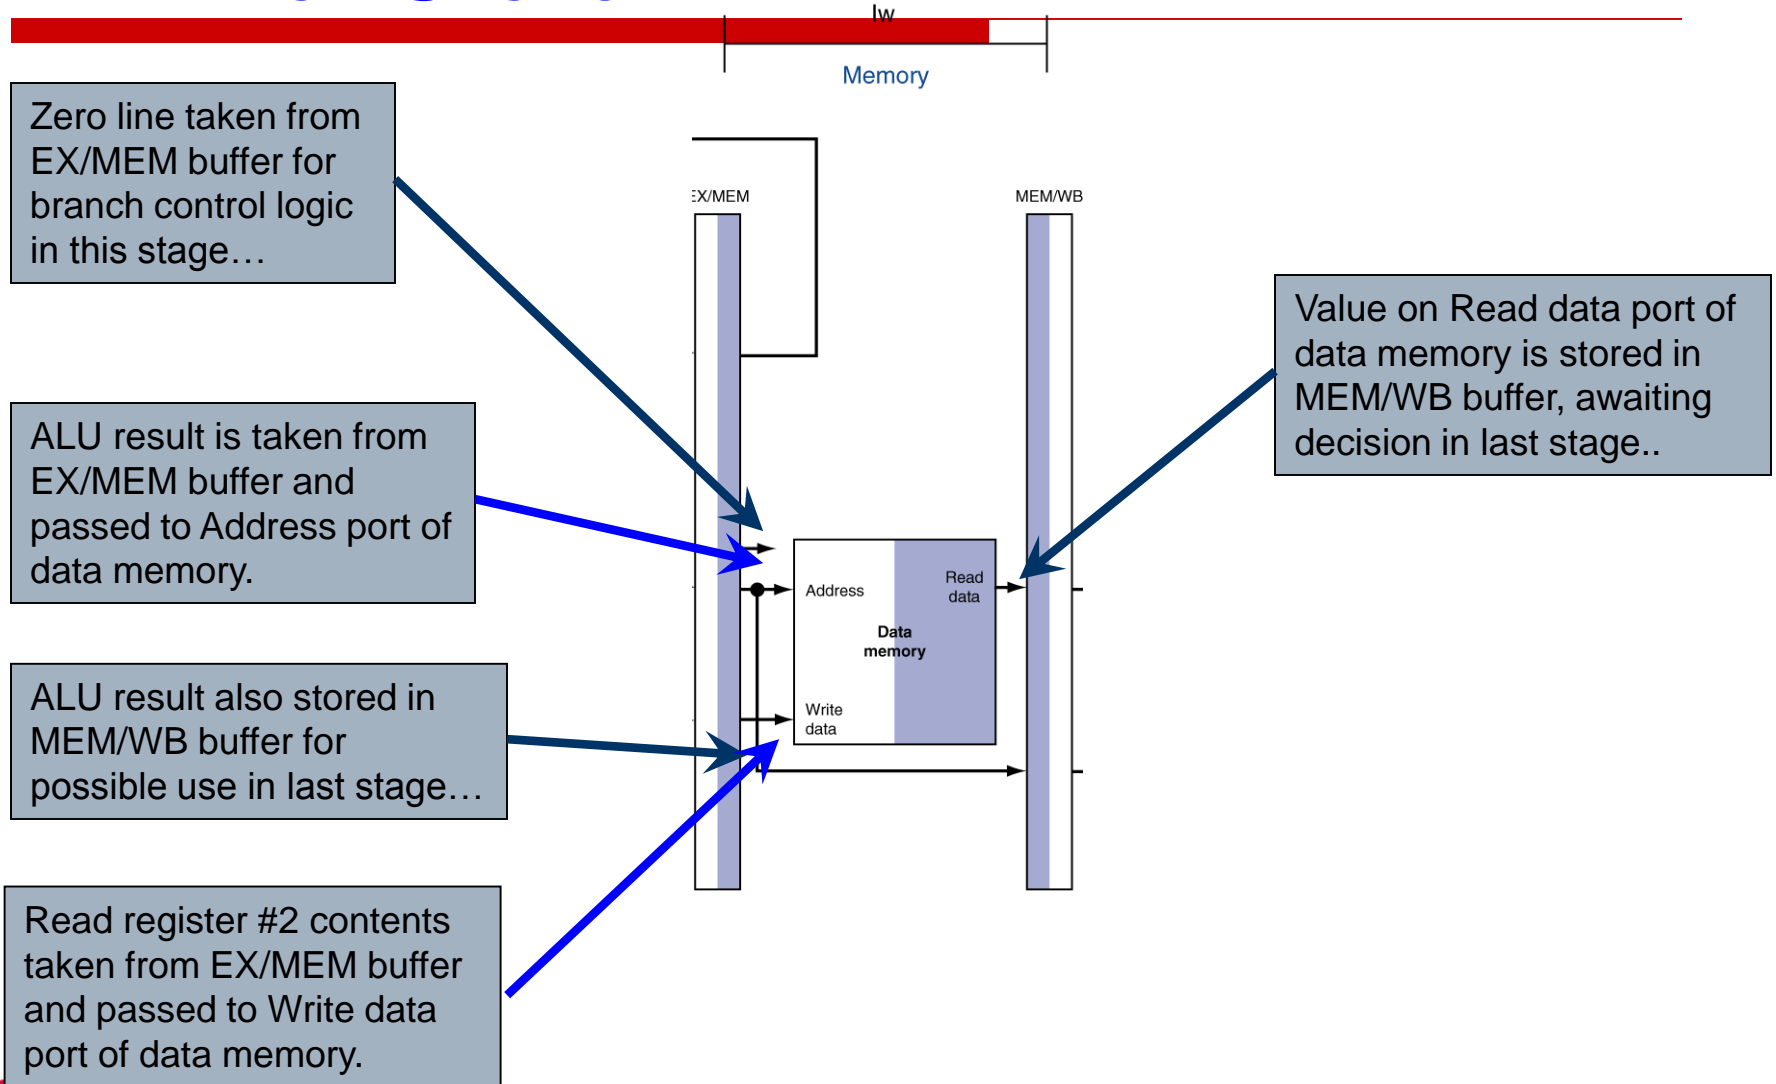 lw
Memory
Zero line taken from
EX/MEM buffer for
branch control logic
in this stage…
EX/MEM
MEM/WB
Value on Read data port of
data memory is stored in
MEM/WB buffer, awaiting
decision in last stage..
ALU result is taken from
EX/MEM buffer and
passed to Address port of
data memory.
Address
Read
data
Data
memory
Write
data
ALU result also stored in
MEM/WB buffer for
possible use in last stage…
Read register #2 contents
taken from EX/MEM buffer
and passed to Write data
port of data memory.